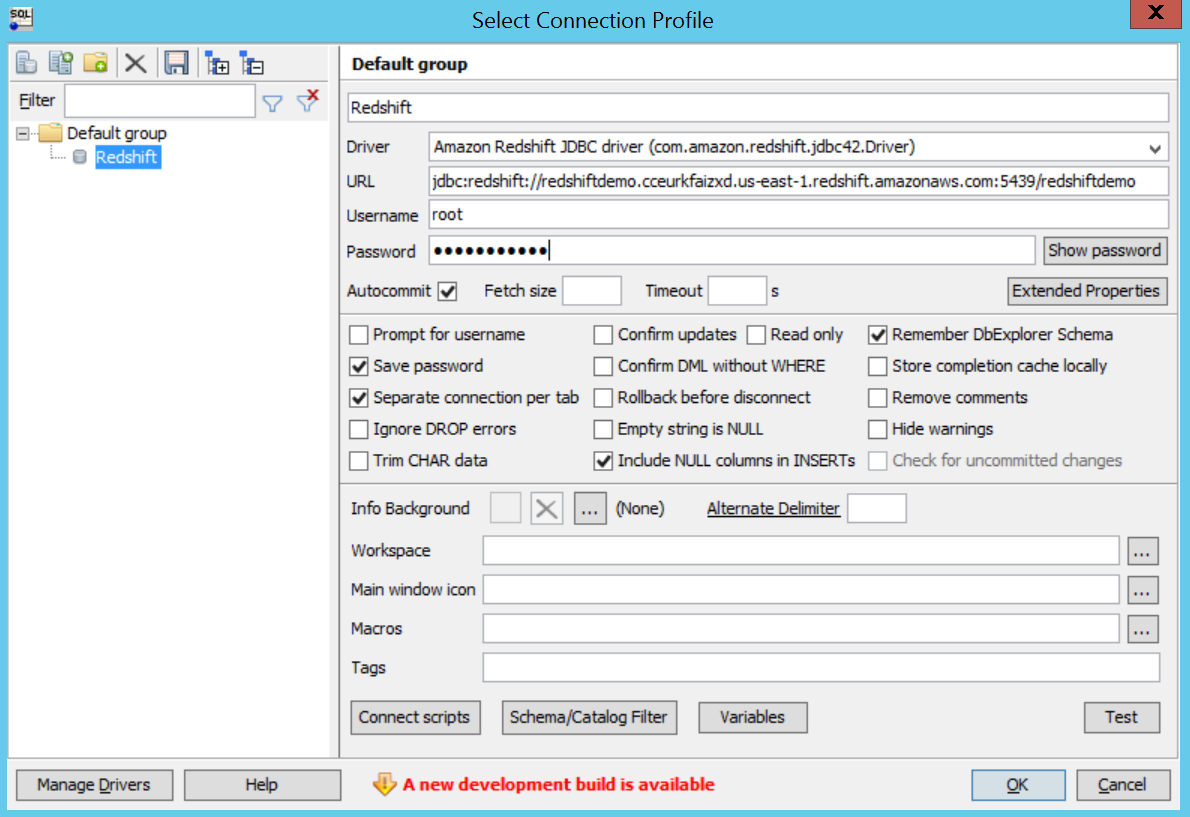 SQL
Select Connection Profile
Default group
Filter
Default group
Redshift
Redshift
Driver Amazon Redshift JDBC driver (com.amazon.redshift.jdbc42.Driver)
URL jdbc:redshift://redshiftdemo.cceurkfaizxd.us-east-1.redshift.amazonaws.com:5439/redshiftdemo
Username root
Password ●●●●●●●●●●● Show password
Autocommit Fetch size Timeout s Extended Properties
Prompt for username Confirm updates Read only Remember DbExplorer Schema
Save password Confirm DML without WHERE Store completion cache locally
Separate connection per tab Rollback before disconnect Remove comments
Ignore DROP errors Empty string is NULL Hide warnings
Trim CHAR data Include NULL columns in INSERTs Check for uncommitted changes
Info Background ... (None) Alternate Delimiter
Workspace ...
Main window icon ...
Macros ...
Tags
Connect scripts Schema/Catalog Filter Variables Test
Manage Drivers Help A new development build is available OK Cancel